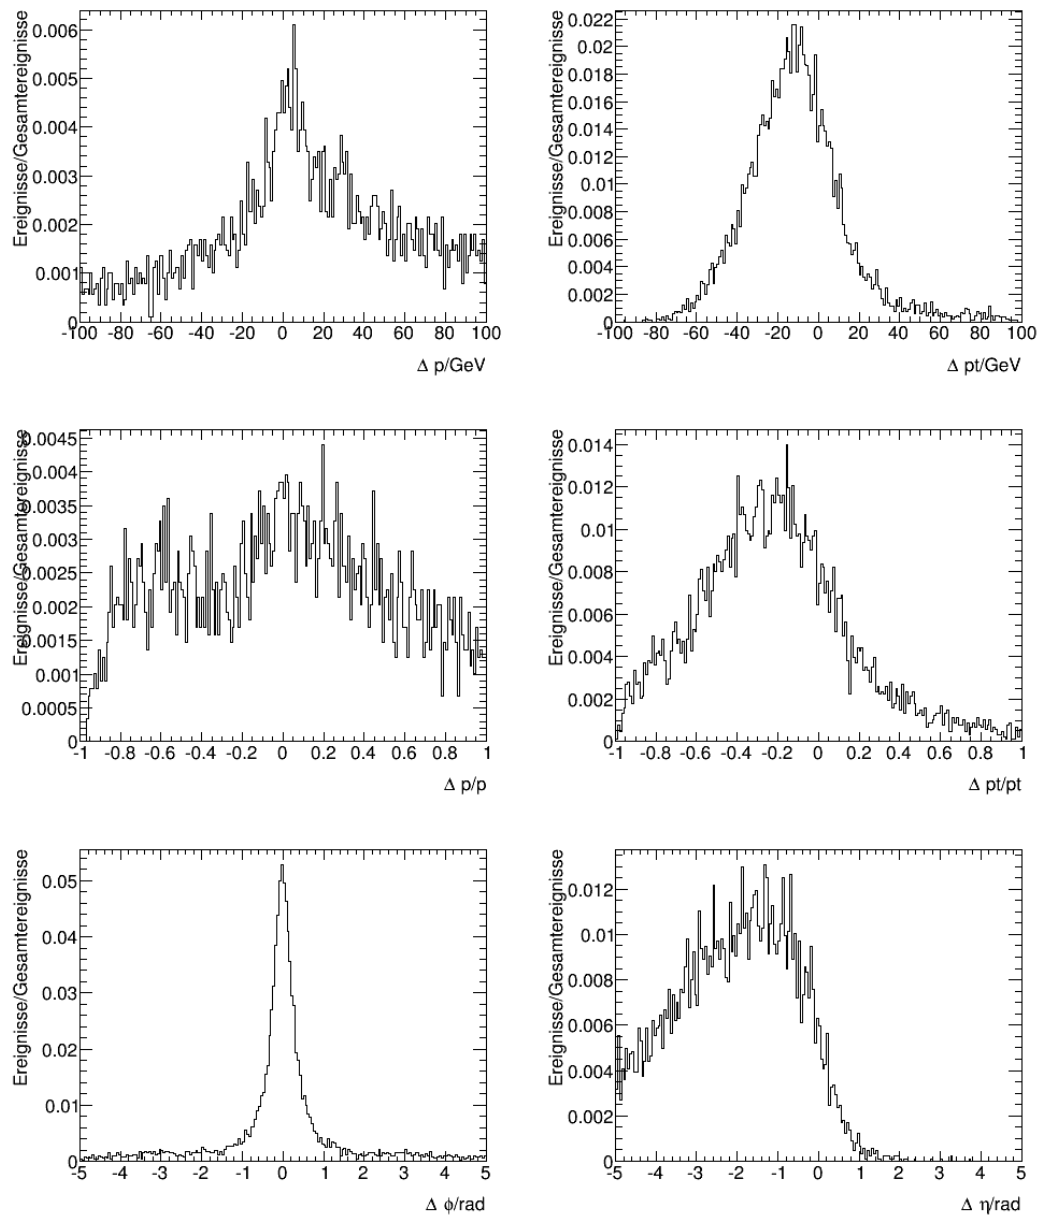 Ereignisse/Gesamtereignisse
0.006
0.005
0.004
0.003
0.002
0.001
0
-100 -80 -60 -40 -20 0 20 40 60 80 100
Δ p/GeV
Ereignisse/Gesamtereignisse
0.022
0.02
0.018
0.016
0.014
0.012
0.01
0.008
0.006
0.004
0.002
0
-100 -80 -60 -40 -20 0 20 40 60 80 100
Δ pt/GeV
Ereignisse/Gesamtereignisse
0.0045
0.004
0.0035
0.003
0.0025
0.002
0.0015
0.001
0.0005
0
-1 -0.8 -0.6 -0.4 -0.2 0 0.2 0.4 0.6 0.8 1
Δ p/p
Ereignisse/Gesamtereignisse
0.014
0.012
0.01
0.008
0.006
0.004
0.002
0
-1 -0.8 -0.6 -0.4 -0.2 0 0.2 0.4 0.6 0.8 1
Δ pt/pt
Ereignisse/Gesamtereignisse
0.05
0.04
0.03
0.02
0.01
0
-5 -4 -3 -2 -1 0 1 2 3 4 5
Δ ϕ/rad
Ereignisse/Gesamtereignisse
0.012
0.01
0.008
0.006
0.004
0.002
0
-5 -4 -3 -2 -1 0 1 2 3 4 5
Δ η/rad